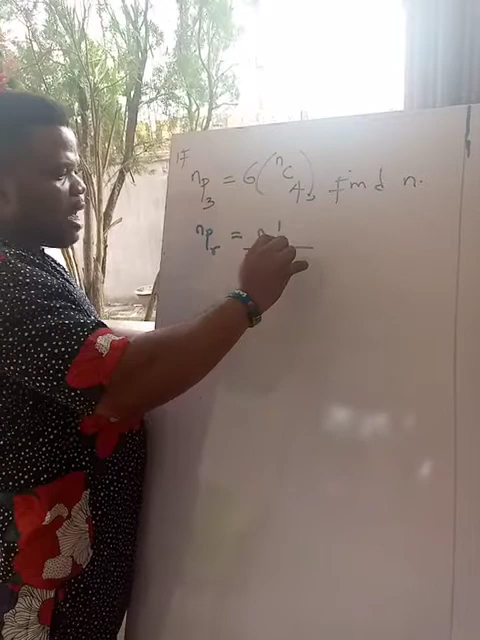 If
ⁿP₃ = 6(ⁿC₄), find n.
ⁿPᵣ = n!